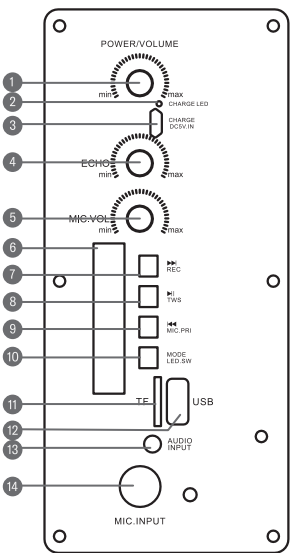 POWER/VOLUME
1
min max
2 CHARGE LED
3 CHARGE
DC5V.IN
4 ECHO
min max
5 MIC.VOL
min max
6
7 ▶▶I
REC
8 ▶II
TWS
9 I◀◀
MIC.PRI
10 MODE
LED.SW
11 TF USB
12
13 AUDIO
INPUT
14
MIC.INPUT